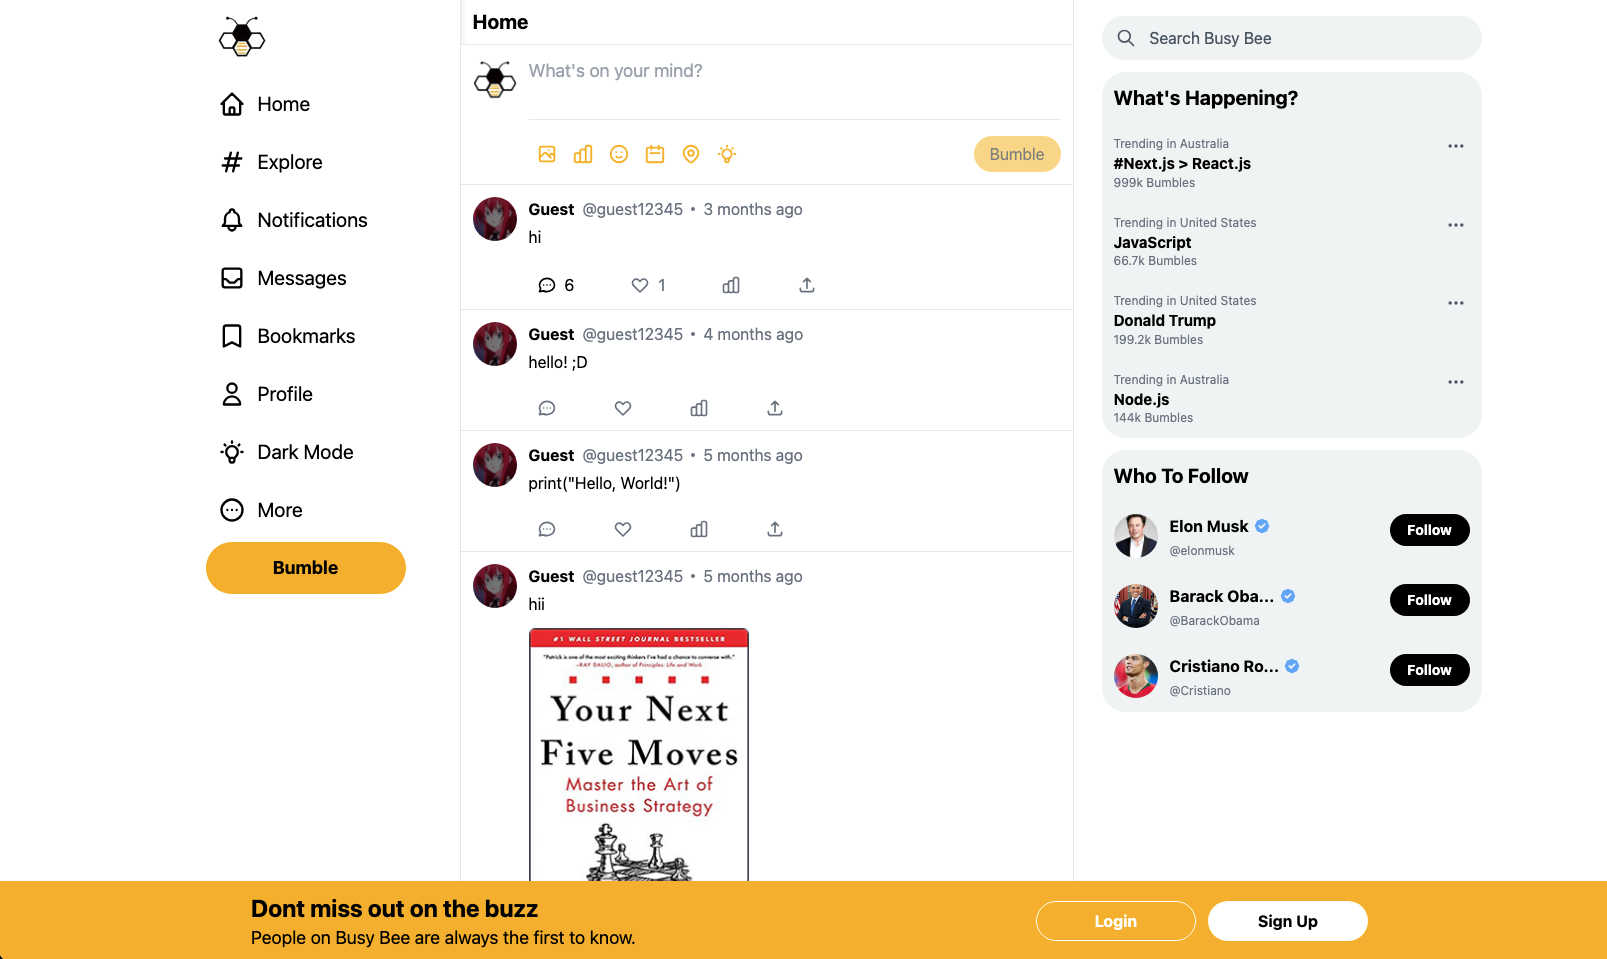 Home
Explore
Notifications
Messages
Bookmarks
Profile
Dark Mode
More
Bumble
Home
What's on your mind?
Bumble
Guest @guest12345 • 3 months ago
hi
6 1
Guest @guest12345 • 4 months ago
hello! ;D
Guest @guest12345 • 5 months ago
print("Hello, World!")
Guest @guest12345 • 5 months ago
hii
#1 WALL STREET JOURNAL BESTSELLER
"Patrick is one of the most exciting thinkers I've had a chance to converse with."
—RAY DALIO, author of Principles: Life and Work
Your Next
Five Moves
Master the Art of
Business Strategy
Search Busy Bee
What's Happening?
Trending in Australia
#Next.js > React.js
999k Bumbles
Trending in United States
JavaScript
66.7k Bumbles
Trending in United States
Donald Trump
199.2k Bumbles
Trending in Australia
Node.js
144k Bumbles
Who To Follow
Elon Musk
@elonmusk
Follow
Barack Oba...
@BarackObama
Follow
Cristiano Ro...
@Cristiano
Follow
Dont miss out on the buzz
People on Busy Bee are always the first to know.
Login
Sign Up